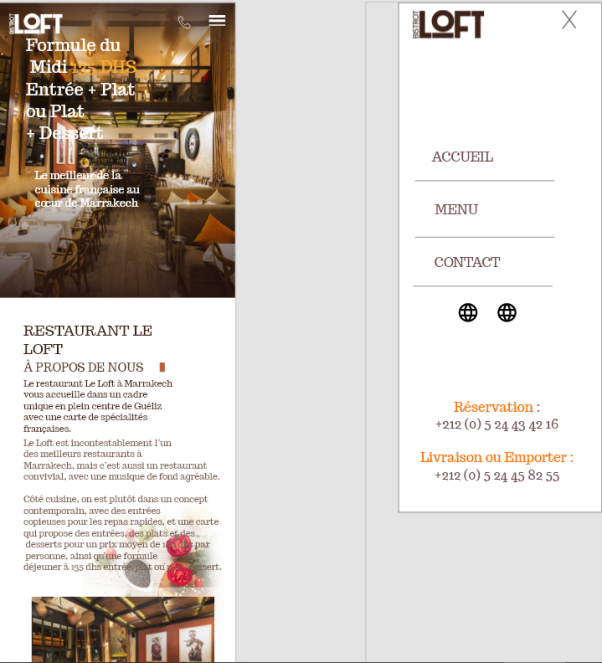 BISTROT LOFT
Formule du
Midi 125 DHS
Entrée + Plat
ou Plat
+ Dessert
Le meilleur de la
cuisine française au
cœur de Marrakech
RESTAURANT LE
LOFT
À PROPOS DE NOUS
Le restaurant Le Loft à Marrakech
vous accueille dans un cadre
unique en plein centre de Guéliz
avec une carte de spécialités
françaises.
Le Loft est incontestablement l'un
des meilleurs restaurants à
Marrakech, mais c'est aussi un restaurant
convivial, avec une musique de fond agréable.
Côté cuisine, on est plutôt dans un concept
contemporain, avec des entrées
copieuses pour les repas rapides, et une carte
qui propose des entrées, des plats et des
desserts pour un prix moyen de par
personne, ainsi qu'une formule
déjeuner à 135 dhs entrée/plat ou dessert.
BISTROT LOFT
X
ACCUEIL
MENU
CONTACT
Réservation :
+212 (0) 5 24 43 42 16
Livraison ou Emporter :
+212 (0) 5 24 45 82 55